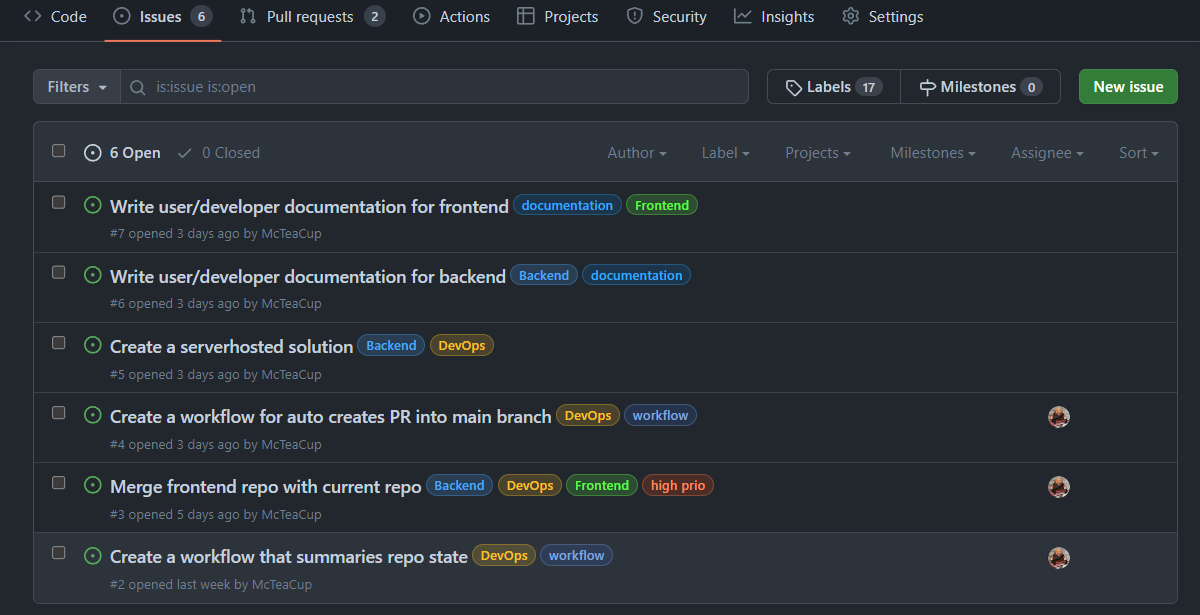 Code Issues 6 Pull requests 2 Actions Projects Security Insights Settings
Filters is:issue is:open Labels 17 Milestones 0 New issue
6 Open 0 Closed Author Label Projects Milestones Assignee Sort
Write user/developer documentation for frontend documentation Frontend
#7 opened 3 days ago by McTeaCup
Write user/developer documentation for backend Backend documentation
#6 opened 3 days ago by McTeaCup
Create a serverhosted solution Backend DevOps
#5 opened 3 days ago by McTeaCup
Create a workflow for auto creates PR into main branch DevOps workflow
#4 opened 3 days ago by McTeaCup
Merge frontend repo with current repo Backend DevOps Frontend high prio
#3 opened 5 days ago by McTeaCup
Create a workflow that summaries repo state DevOps workflow
#2 opened last week by McTeaCup